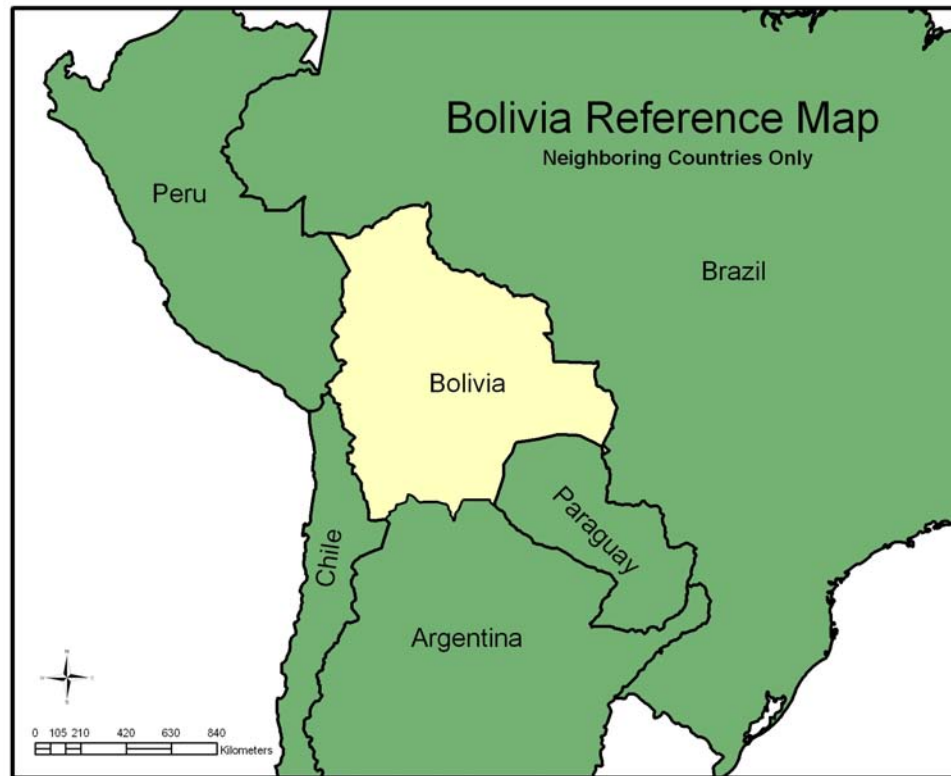 Bolivia Reference Map
Neighboring Countries Only
Peru
Brazil
Bolivia
Paraguay
Chile
Argentina
0 105 210 420 630 840
Kilometers